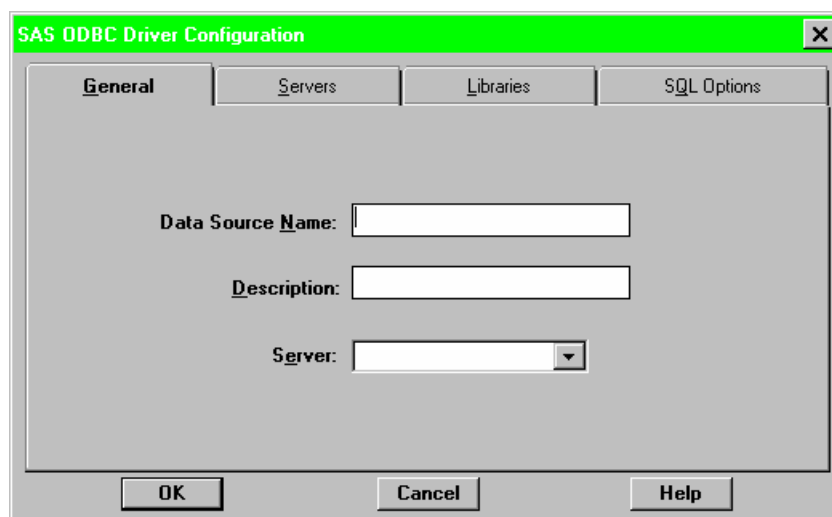 SAS ODBC Driver Configuration
General Servers Libraries SQL Options
Data Source Name:
Description:
Server:
OK Cancel Help